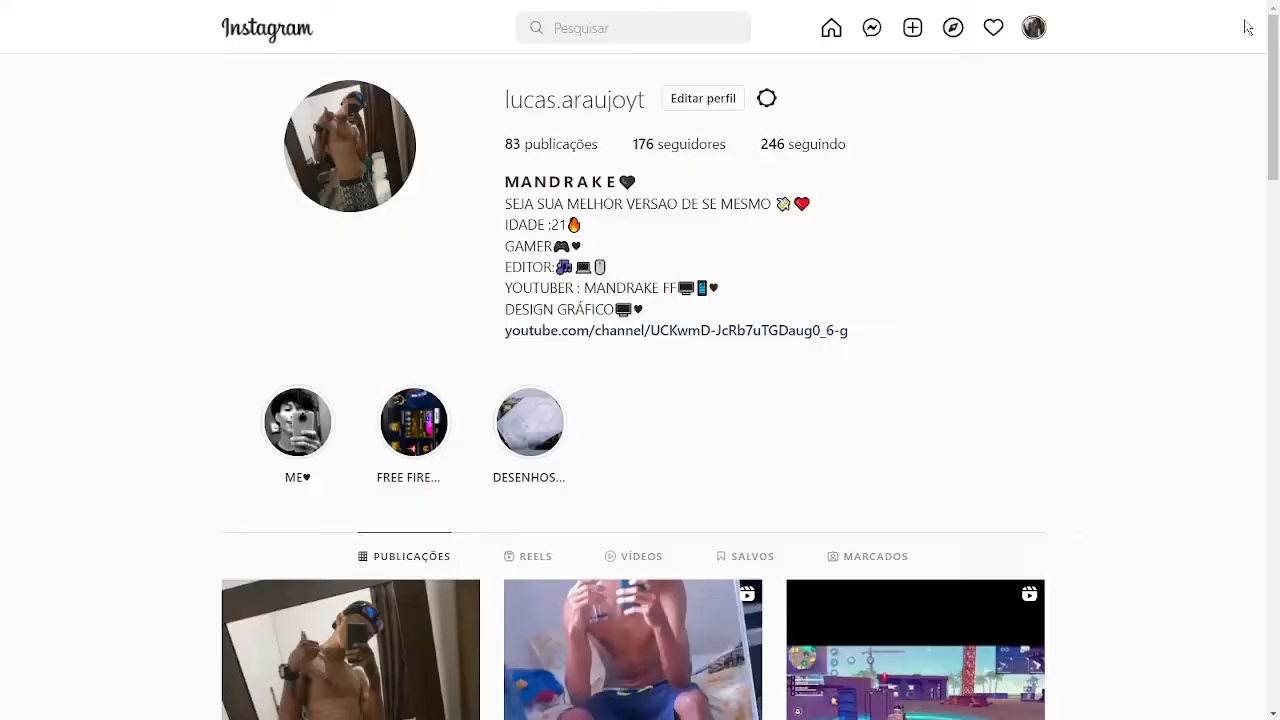 Instagram
Pesquisar
lucas.araujoyt
Editar perfil
83 publicações
176 seguidores
246 seguindo
MANDRAKE🖤
SEJA SUA MELHOR VERSAO DE SE MESMO 💫❤️
IDADE :21🔥
GAMER🎮♥
EDITOR:🎶💻🖱
YOUTUBER : MANDRAKE FF🖥📱♥
DESIGN GRÁFICO🖥♥
youtube.com/channel/UCKwmD-JcRb7uTGDaug0_6-g
ME♥
FREE FIRE...
DESENHOS...
PUBLICAÇÕES
REELS
VÍDEOS
SALVOS
MARCADOS